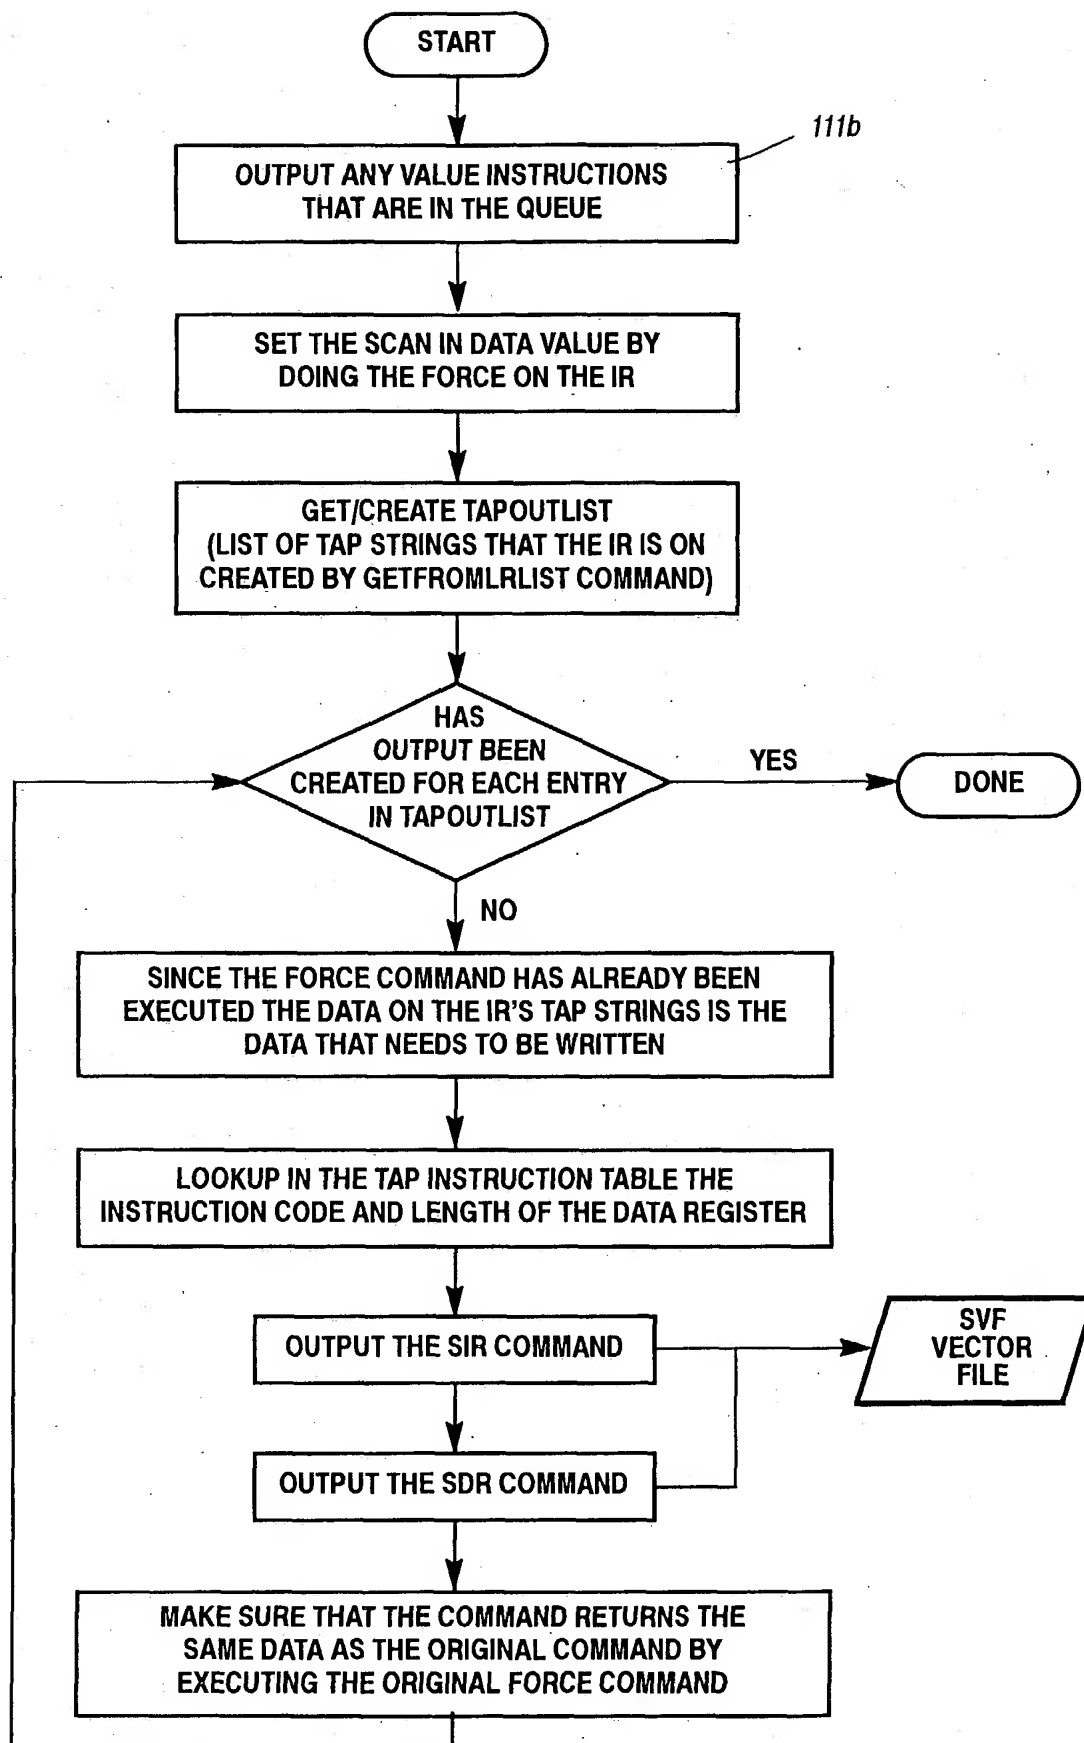 START
111b
OUTPUT ANY VALUE INSTRUCTIONS
THAT ARE IN THE QUEUE
SET THE SCAN IN DATA VALUE BY
DOING THE FORCE ON THE IR
GET/CREATE TAPOUTLIST
(LIST OF TAP STRINGS THAT THE IR IS ON
CREATED BY GETFROMLRLIST COMMAND)
HAS
OUTPUT BEEN
CREATED FOR EACH ENTRY
IN TAPOUTLIST
YES
DONE
NO
SINCE THE FORCE COMMAND HAS ALREADY BEEN
EXECUTED THE DATA ON THE IR'S TAP STRINGS IS THE
DATA THAT NEEDS TO BE WRITTEN
LOOKUP IN THE TAP INSTRUCTION TABLE THE
INSTRUCTION CODE AND LENGTH OF THE DATA REGISTER
OUTPUT THE SIR COMMAND
SVF
VECTOR
FILE
OUTPUT THE SDR COMMAND
MAKE SURE THAT THE COMMAND RETURNS THE
SAME DATA AS THE ORIGINAL COMMAND BY
EXECUTING THE ORIGINAL FORCE COMMAND